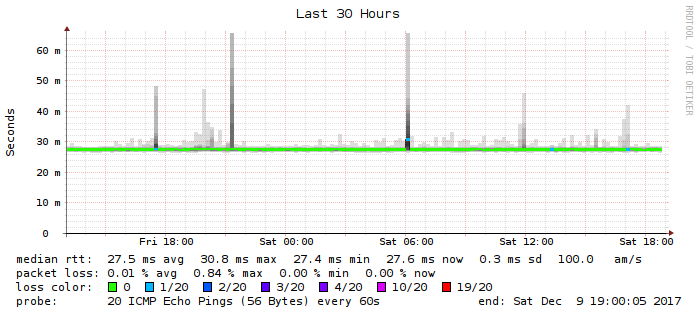 Last 30 Hours
RRDTOOL / TOBI OETIKER
Seconds
60 m
50 m
40 m
30 m
20 m
10 m
0
Fri 18:00 Sat 00:00 Sat 06:00 Sat 12:00 Sat 18:00
median rtt: 27.5 ms avg 30.8 ms max 27.4 ms min 27.6 ms now 0.3 ms sd 100.0 am/s
packet loss: 0.01 % avg 0.84 % max 0.00 % min 0.00 % now
loss color: 0 1/20 2/20 3/20 4/20 10/20 19/20
probe: 20 ICMP Echo Pings (56 Bytes) every 60s end: Sat Dec 9 19:00:05 2017